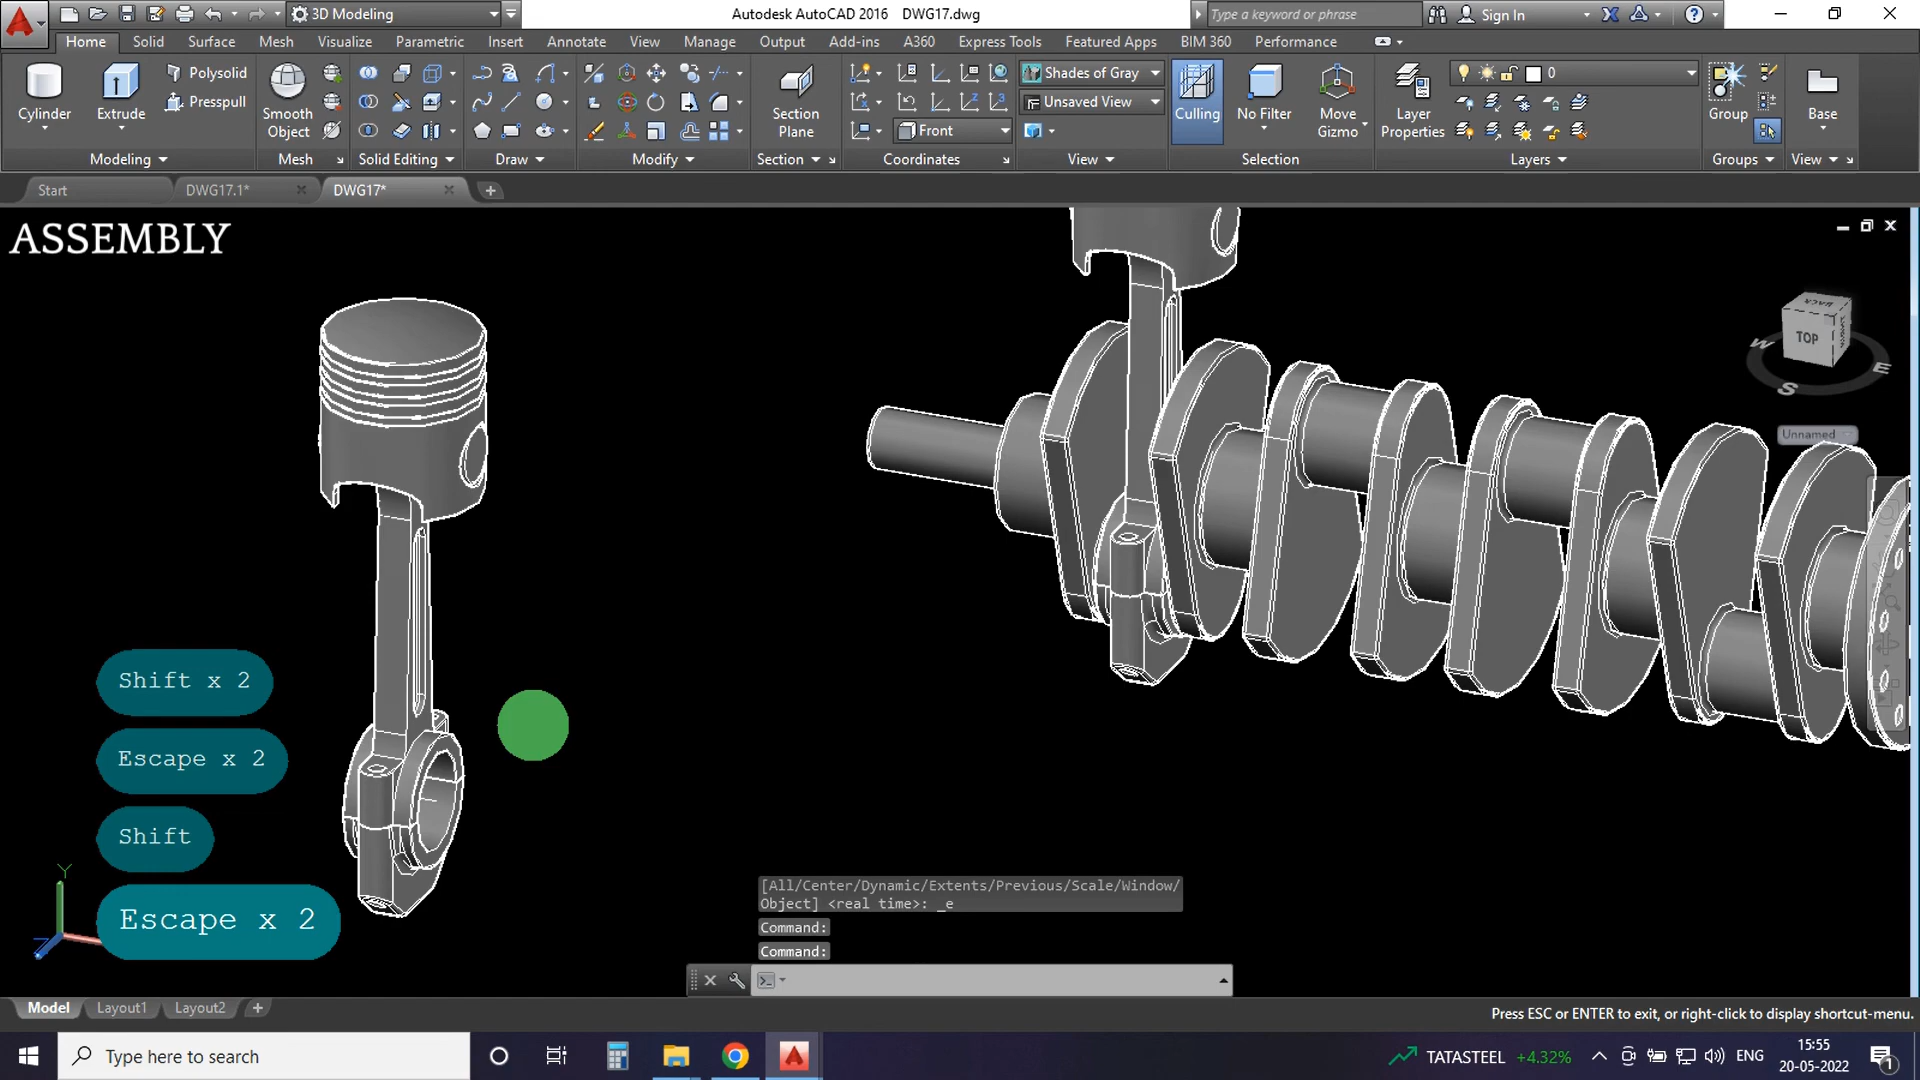 3D Modeling
Autodesk AutoCAD 2016 DWG17.dwg
Type a keyword or phrase
Sign In
Home Solid Surface Mesh Visualize Parametric Insert Annotate View Manage Output Add-ins A360 Express Tools Featured Apps BIM 360 Performance
Cylinder
Extrude
Polysolid
Presspull
Smooth
Object
Section
Plane
Front
Shades of Gray
Unsaved View
Culling
No Filter
Move
Gizmo
Layer
Properties
0
Group
Base
Modeling Mesh Solid Editing Draw Modify Section Coordinates View Selection Layers Groups View
Start DWG17.1* DWG17*
ASSEMBLY
BACK
TOP
W
S
E
Unnamed
Shift x 2
Escape x 2
Shift
Escape x 2
Y
Z
[All/Center/Dynamic/Extents/Previous/Scale/Window/
Object] <real time>: _e
Command:
Command:
Model Layout1 Layout2
Press ESC or ENTER to exit, or right-click to display shortcut-menu.
Type here to search
TATASTEEL +4.32%
ENG
15:55
20-05-2022
1